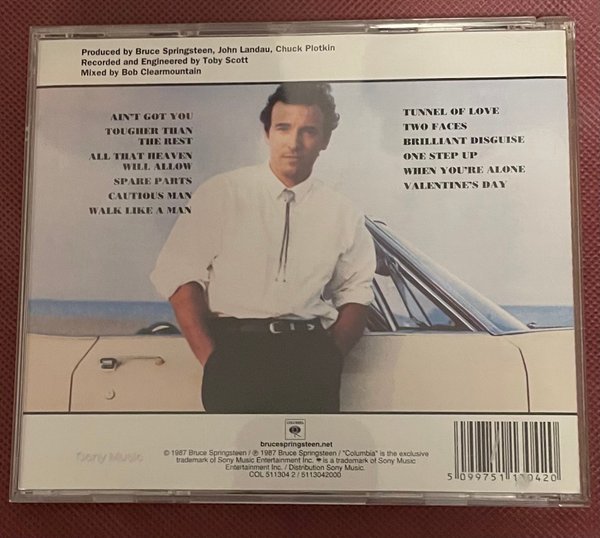 Produced by Bruce Springsteen, John Landau, Chuck Plotkin
Recorded and Engineered by Toby Scott
Mixed by Bob Clearmountain
AIN'T GOT YOU
TOUGHER THAN
THE REST
ALL THAT HEAVEN
WILL ALLOW
SPARE PARTS
CAUTIOUS MAN
WALK LIKE A MAN
TUNNEL OF LOVE
TWO FACES
BRILLIANT DISGUISE
ONE STEP UP
WHEN YOU'RE ALONE
VALENTINE'S DAY
COLUMBIA
brucespringsteen.net
Sony Music
© 1987 Bruce Springsteen / ℗ 1987 Bruce Springsteen / "Columbia" is the exclusive
trademark of Sony Music Entertainment Inc. is a trademark of Sony Music
Entertainment Inc. / Distribution Sony Music.
COL 511304 2 / 5113042000
5 099751 130420